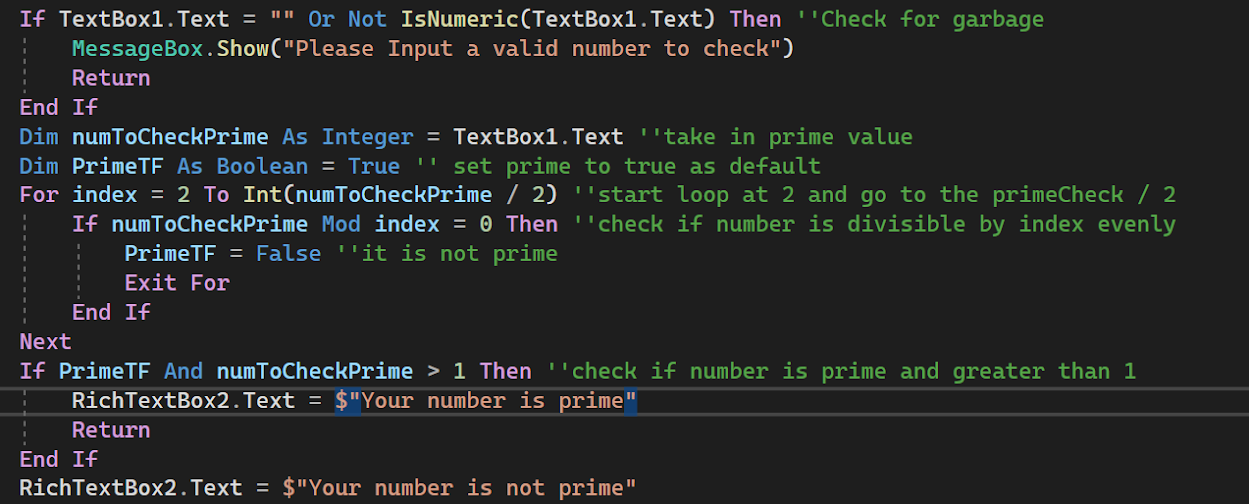 If TextBox1.Text = "" Or Not IsNumeric(TextBox1.Text) Then ''Check for garbage
MessageBox.Show("Please Input a valid number to check")
Return
End If
Dim numToCheckPrime As Integer = TextBox1.Text ''take in prime value
Dim PrimeTF As Boolean = True '' set prime to true as default
For index = 2 To Int(numToCheckPrime / 2) ''start loop at 2 and go to the primeCheck / 2
If numToCheckPrime Mod index = 0 Then ''check if number is divisible by index evenly
PrimeTF = False ''it is not prime
Exit For
End If
Next
If PrimeTF And numToCheckPrime > 1 Then ''check if number is prime and greater than 1
RichTextBox2.Text = $"Your number is prime"
Return
End If
RichTextBox2.Text = $"Your number is not prime"